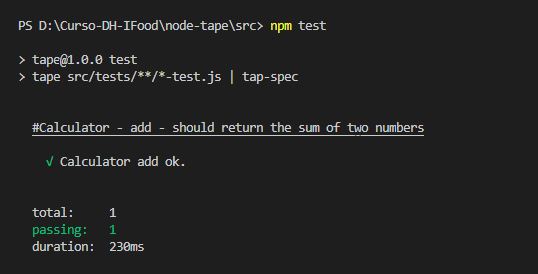 PS D:\Curso-DH-IFood\node-tape\src> npm test
> tape@1.0.0 test
> tape src/tests/**/*-test.js | tap-spec
#Calculator - add - should return the sum of two numbers
√ Calculator add ok.
total: 1
passing: 1
duration: 230ms